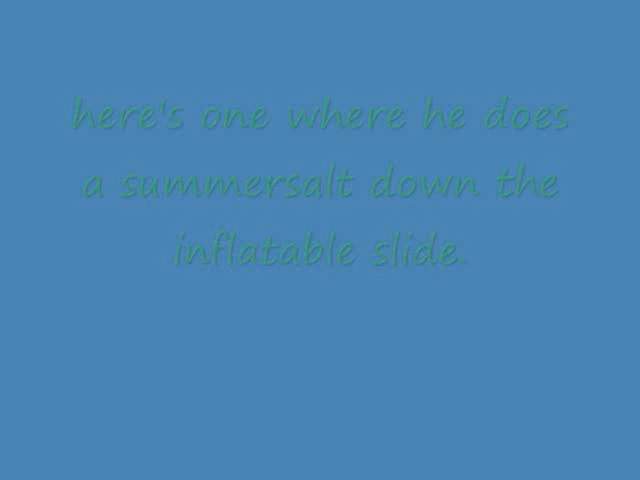 here's one where he does
a summersalt down the
inflatable slide.